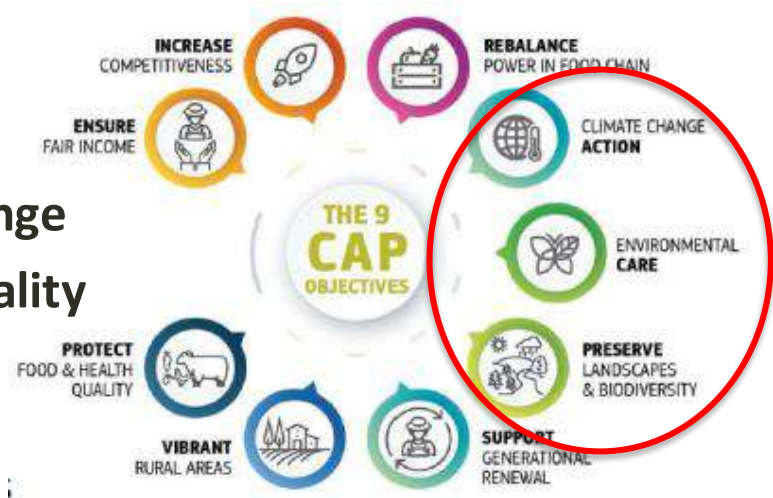 INCREASE
COMPETITIVENESS
REBALANCE
POWER IN FOOD CHAIN
ENSURE
FAIR INCOME
CLIMATE CHANGE
ACTION
nge
ality
THE 9
CAP
OBJECTIVES
ENVIRONMENTAL
CARE
PROTECT
FOOD & HEALTH
QUALITY
PRESERVE
LANDSCAPES
& BIODIVERSITY
VIBRANT
RURAL AREAS
SUPPORT
GENERATIONAL
RENEWAL